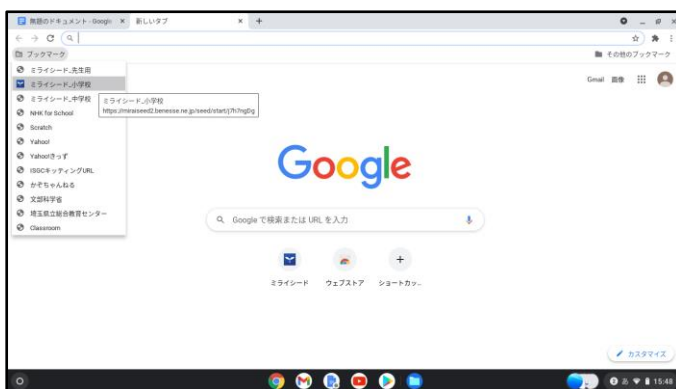 無題のドキュメント - Google
新しいタブ
ブックマーク
その他のブックマーク
ミライシード_先生用
ミライシード_小学校
ミライシード_中学校
ミライシード_小学校
https://miraiseed2.benesse.ne.jp/seed/start/j7h7ngDg
NHK for School
Scratch
Yahoo!
Yahoo!きっず
ISGCキッティングURL
かぞちゃんねる
文部科学省
埼玉県立総合教育センター
Classroom
Gmail 画像
Google
Google で検索または URL を入力
ミライシード
ウェブストア
ショートカッ...
カスタマイズ
15:48